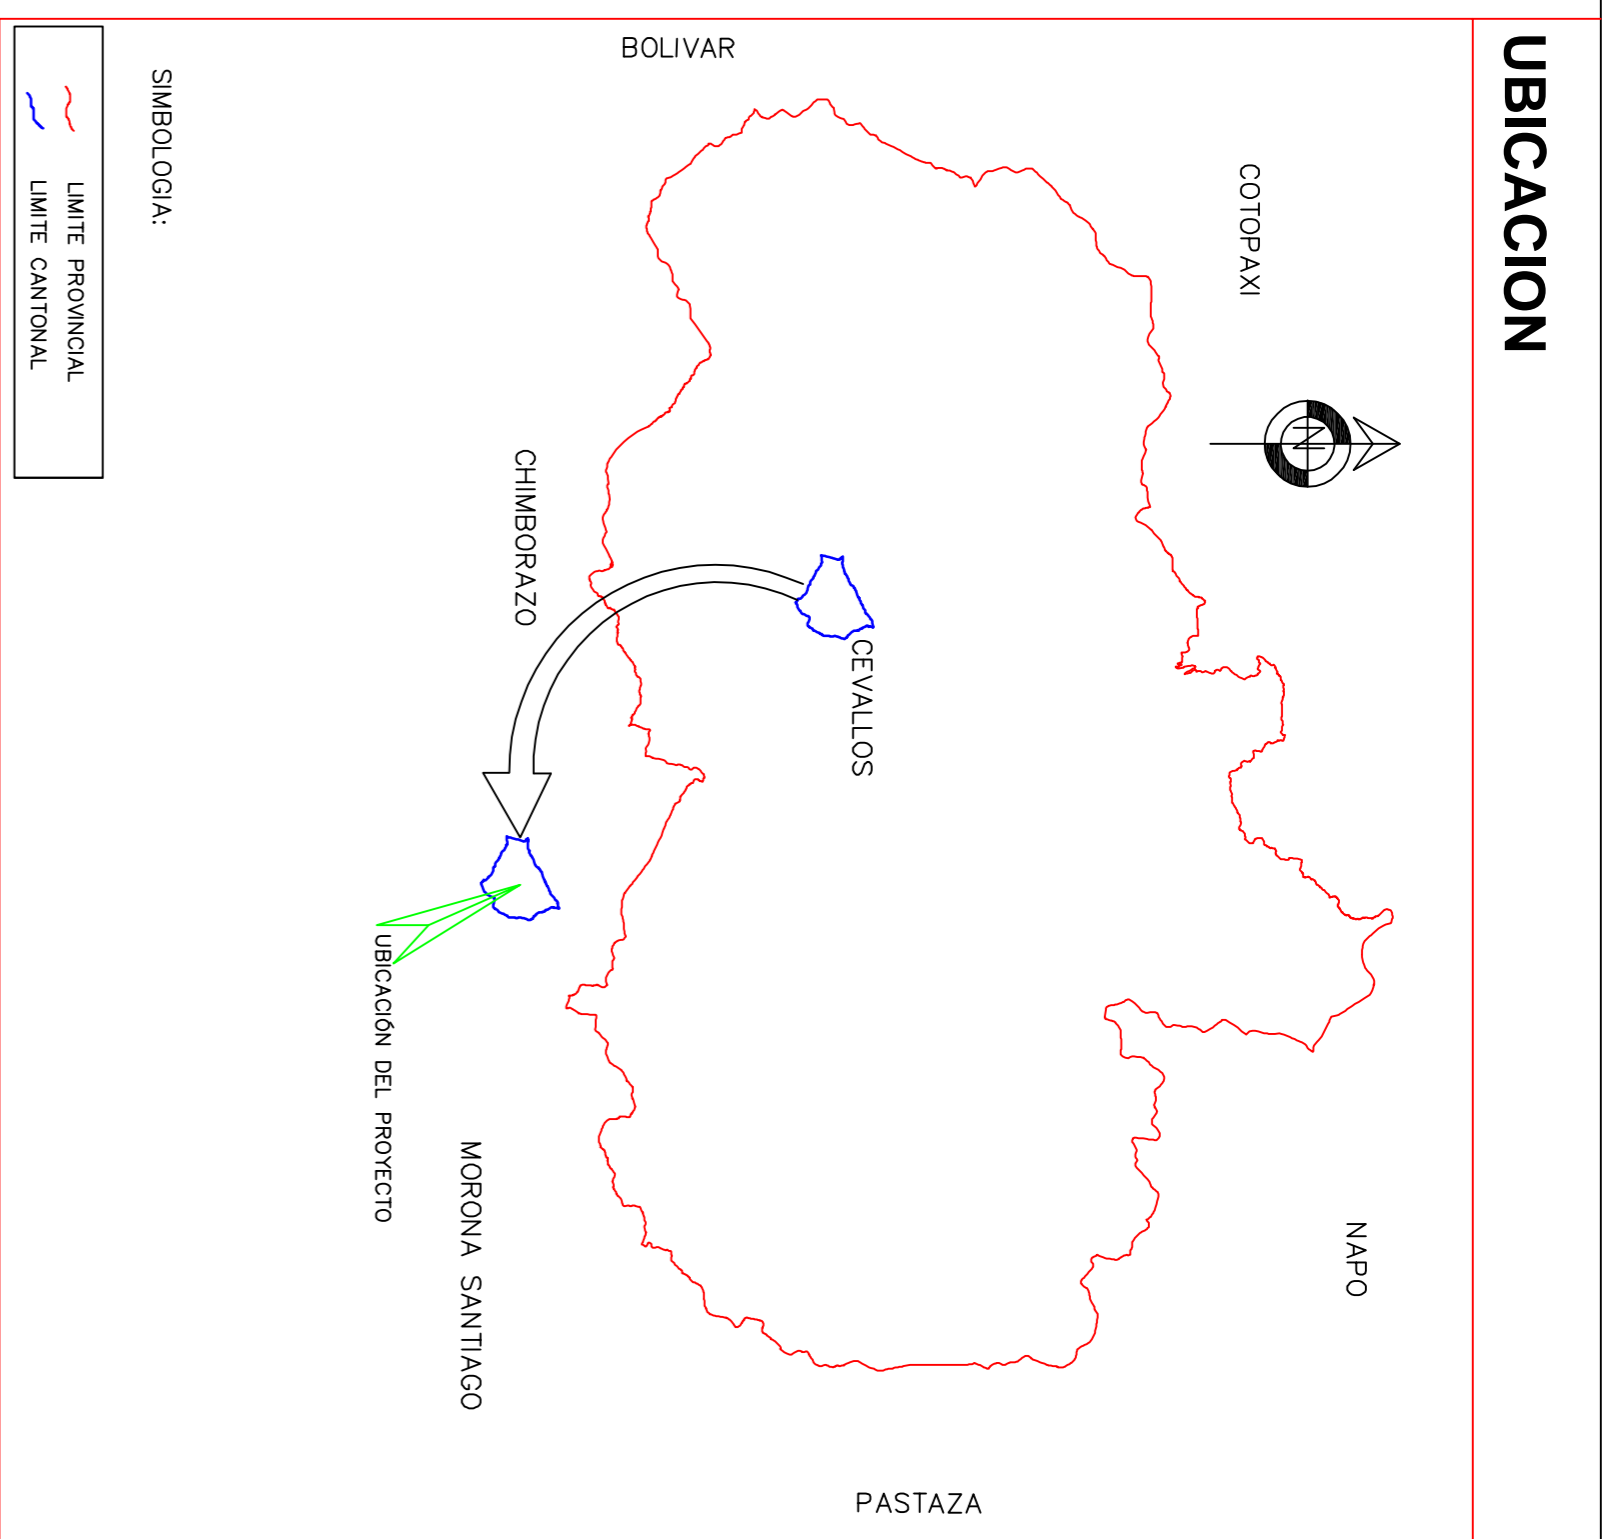 UBICACION
COTOPAXI
N
NAPO
BOLIVAR
CEVALLOS
PASTAZA
CHIMBORAZO
MORONA SANTIAGO
UBICACIÓN DEL PROYECTO
SIMBOLOGIA:
LIMITE PROVINCIAL
LIMITE CANTONAL